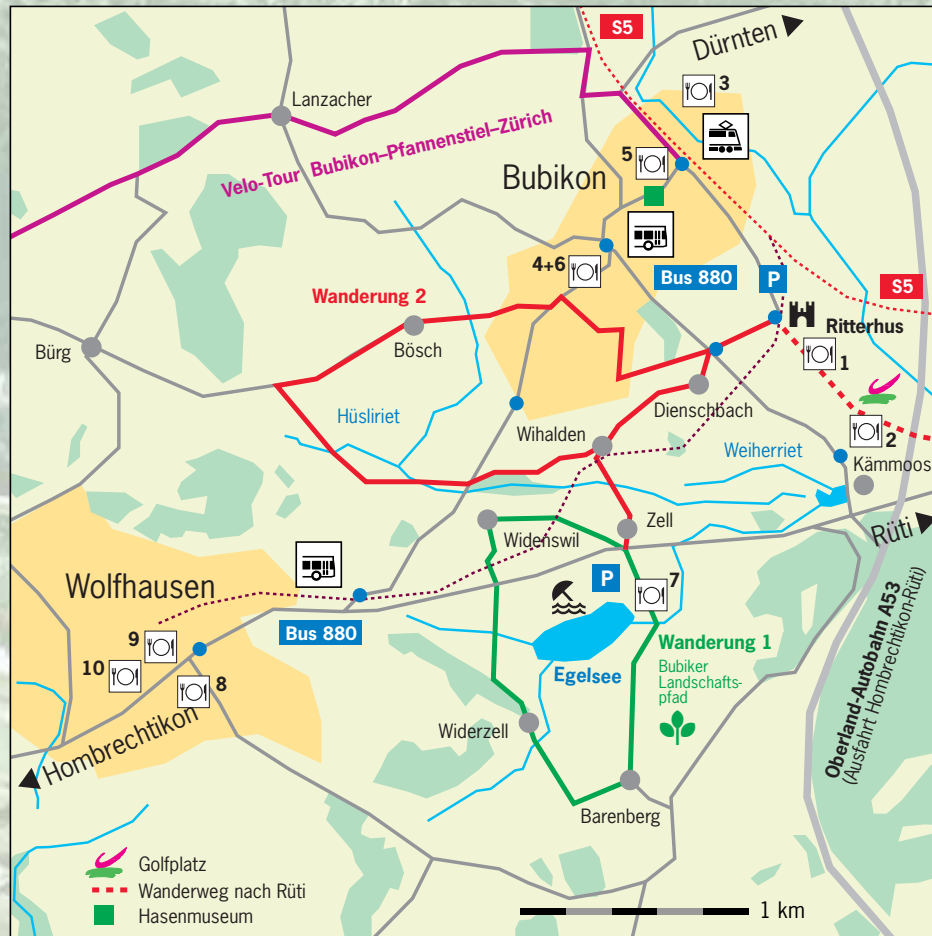 S5
Dürnten
3
Lanzacher
Velo-Tour Bubikon–Pfannenstiel–Zürich
5
Bubikon
4+6
Bus 880
P
S5
Wanderung 2
Ritterhus
1
Bürg
Bösch
Dienschbach
2
Hüsliriet
Wihalden
Weiherriet
Kämmoos
Zell
Rüti
Widenswil
P
7
Wolfhausen
Bus 880
9
10
8
Egelsee
Wanderung 1
Bubiker
Landschafts-
pfad
Oberland-Autobahn A53
(Ausfahrt Hombrechtikon-Rüti)
Hombrechtikon
Widerzell
Barenberg
Golfplatz
Wanderweg nach Rüti
Hasenmuseum
1 km